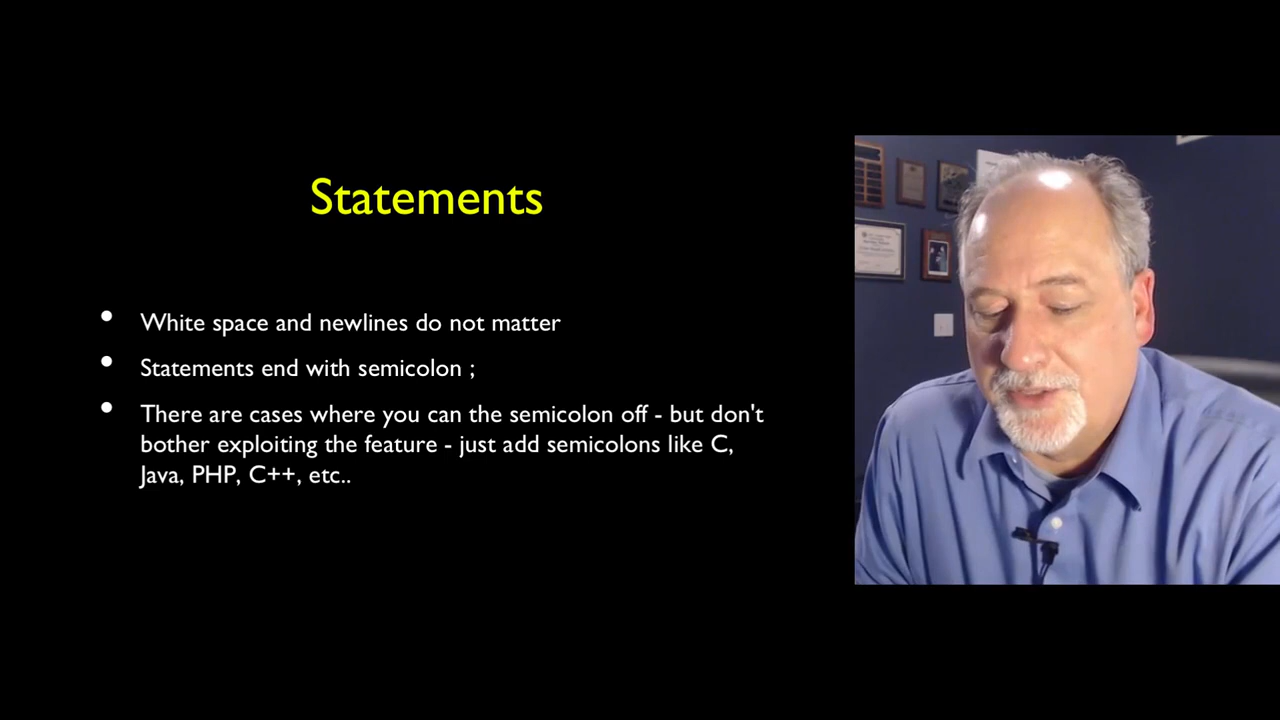 Statements
White space and newlines do not matter
Statements end with semicolon ;
There are cases where you can the semicolon off - but don't
bother exploiting the feature - just add semicolons like C,
Java, PHP, C++, etc..